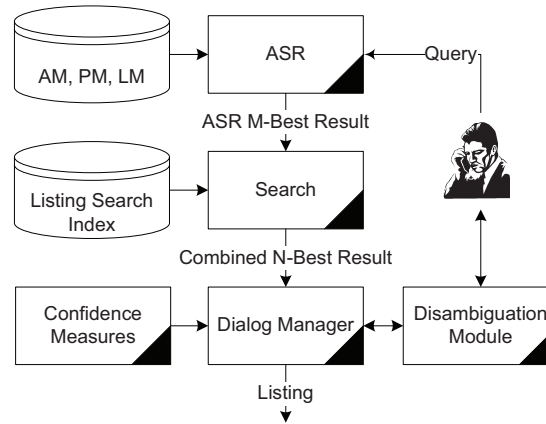 AM, PM, LM
ASR
Query
ASR M-Best Result
Listing Search
Index
Search
Combined N-Best Result
Confidence
Measures
Dialog Manager
Disambiguation
Module
Listing